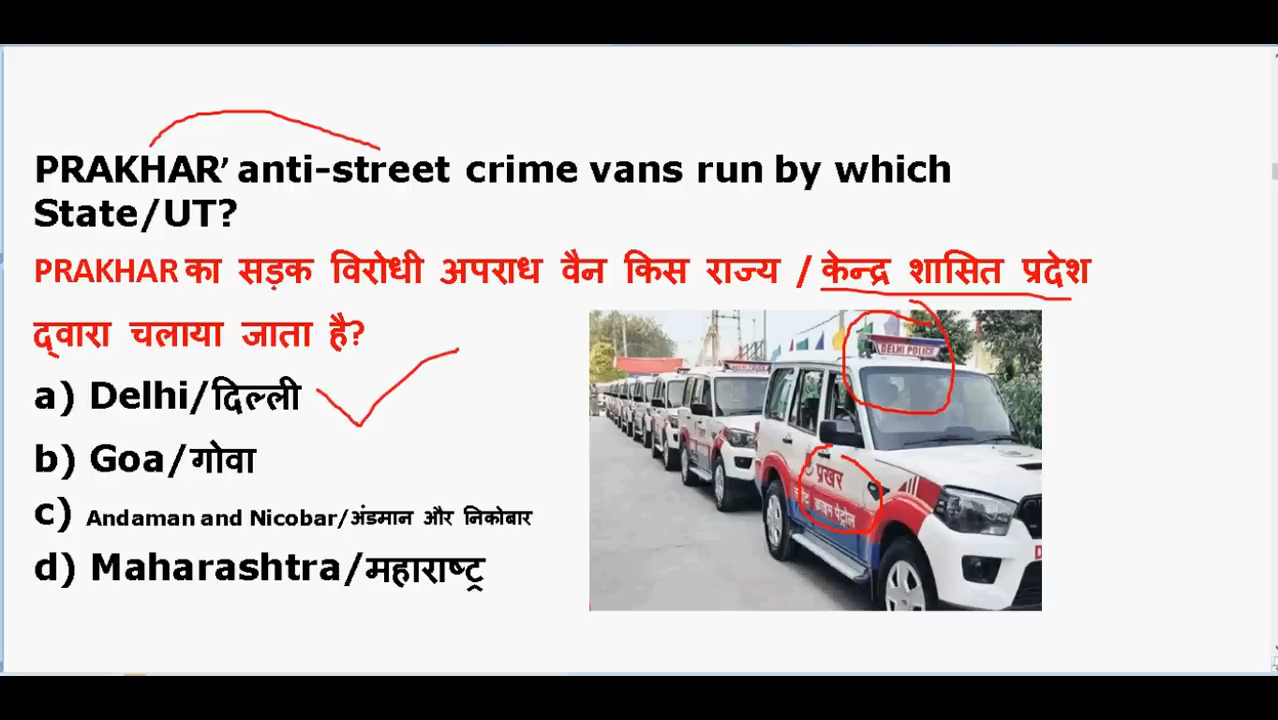 PRAKHAR’ anti-street crime vans run by which
State/UT?
PRAKHAR का सड़क विरोधी अपराध वैन किस राज्य / केन्द्र शासित प्रदेश
द्वारा चलाया जाता है?
a) Delhi/दिल्ली
b) Goa/गोवा
c) Andaman and Nicobar/अंडमान और निकोबार
d) Maharashtra/महाराष्ट्र
DELHI POLICE
प्रखर
क्राइम पेट्रोल